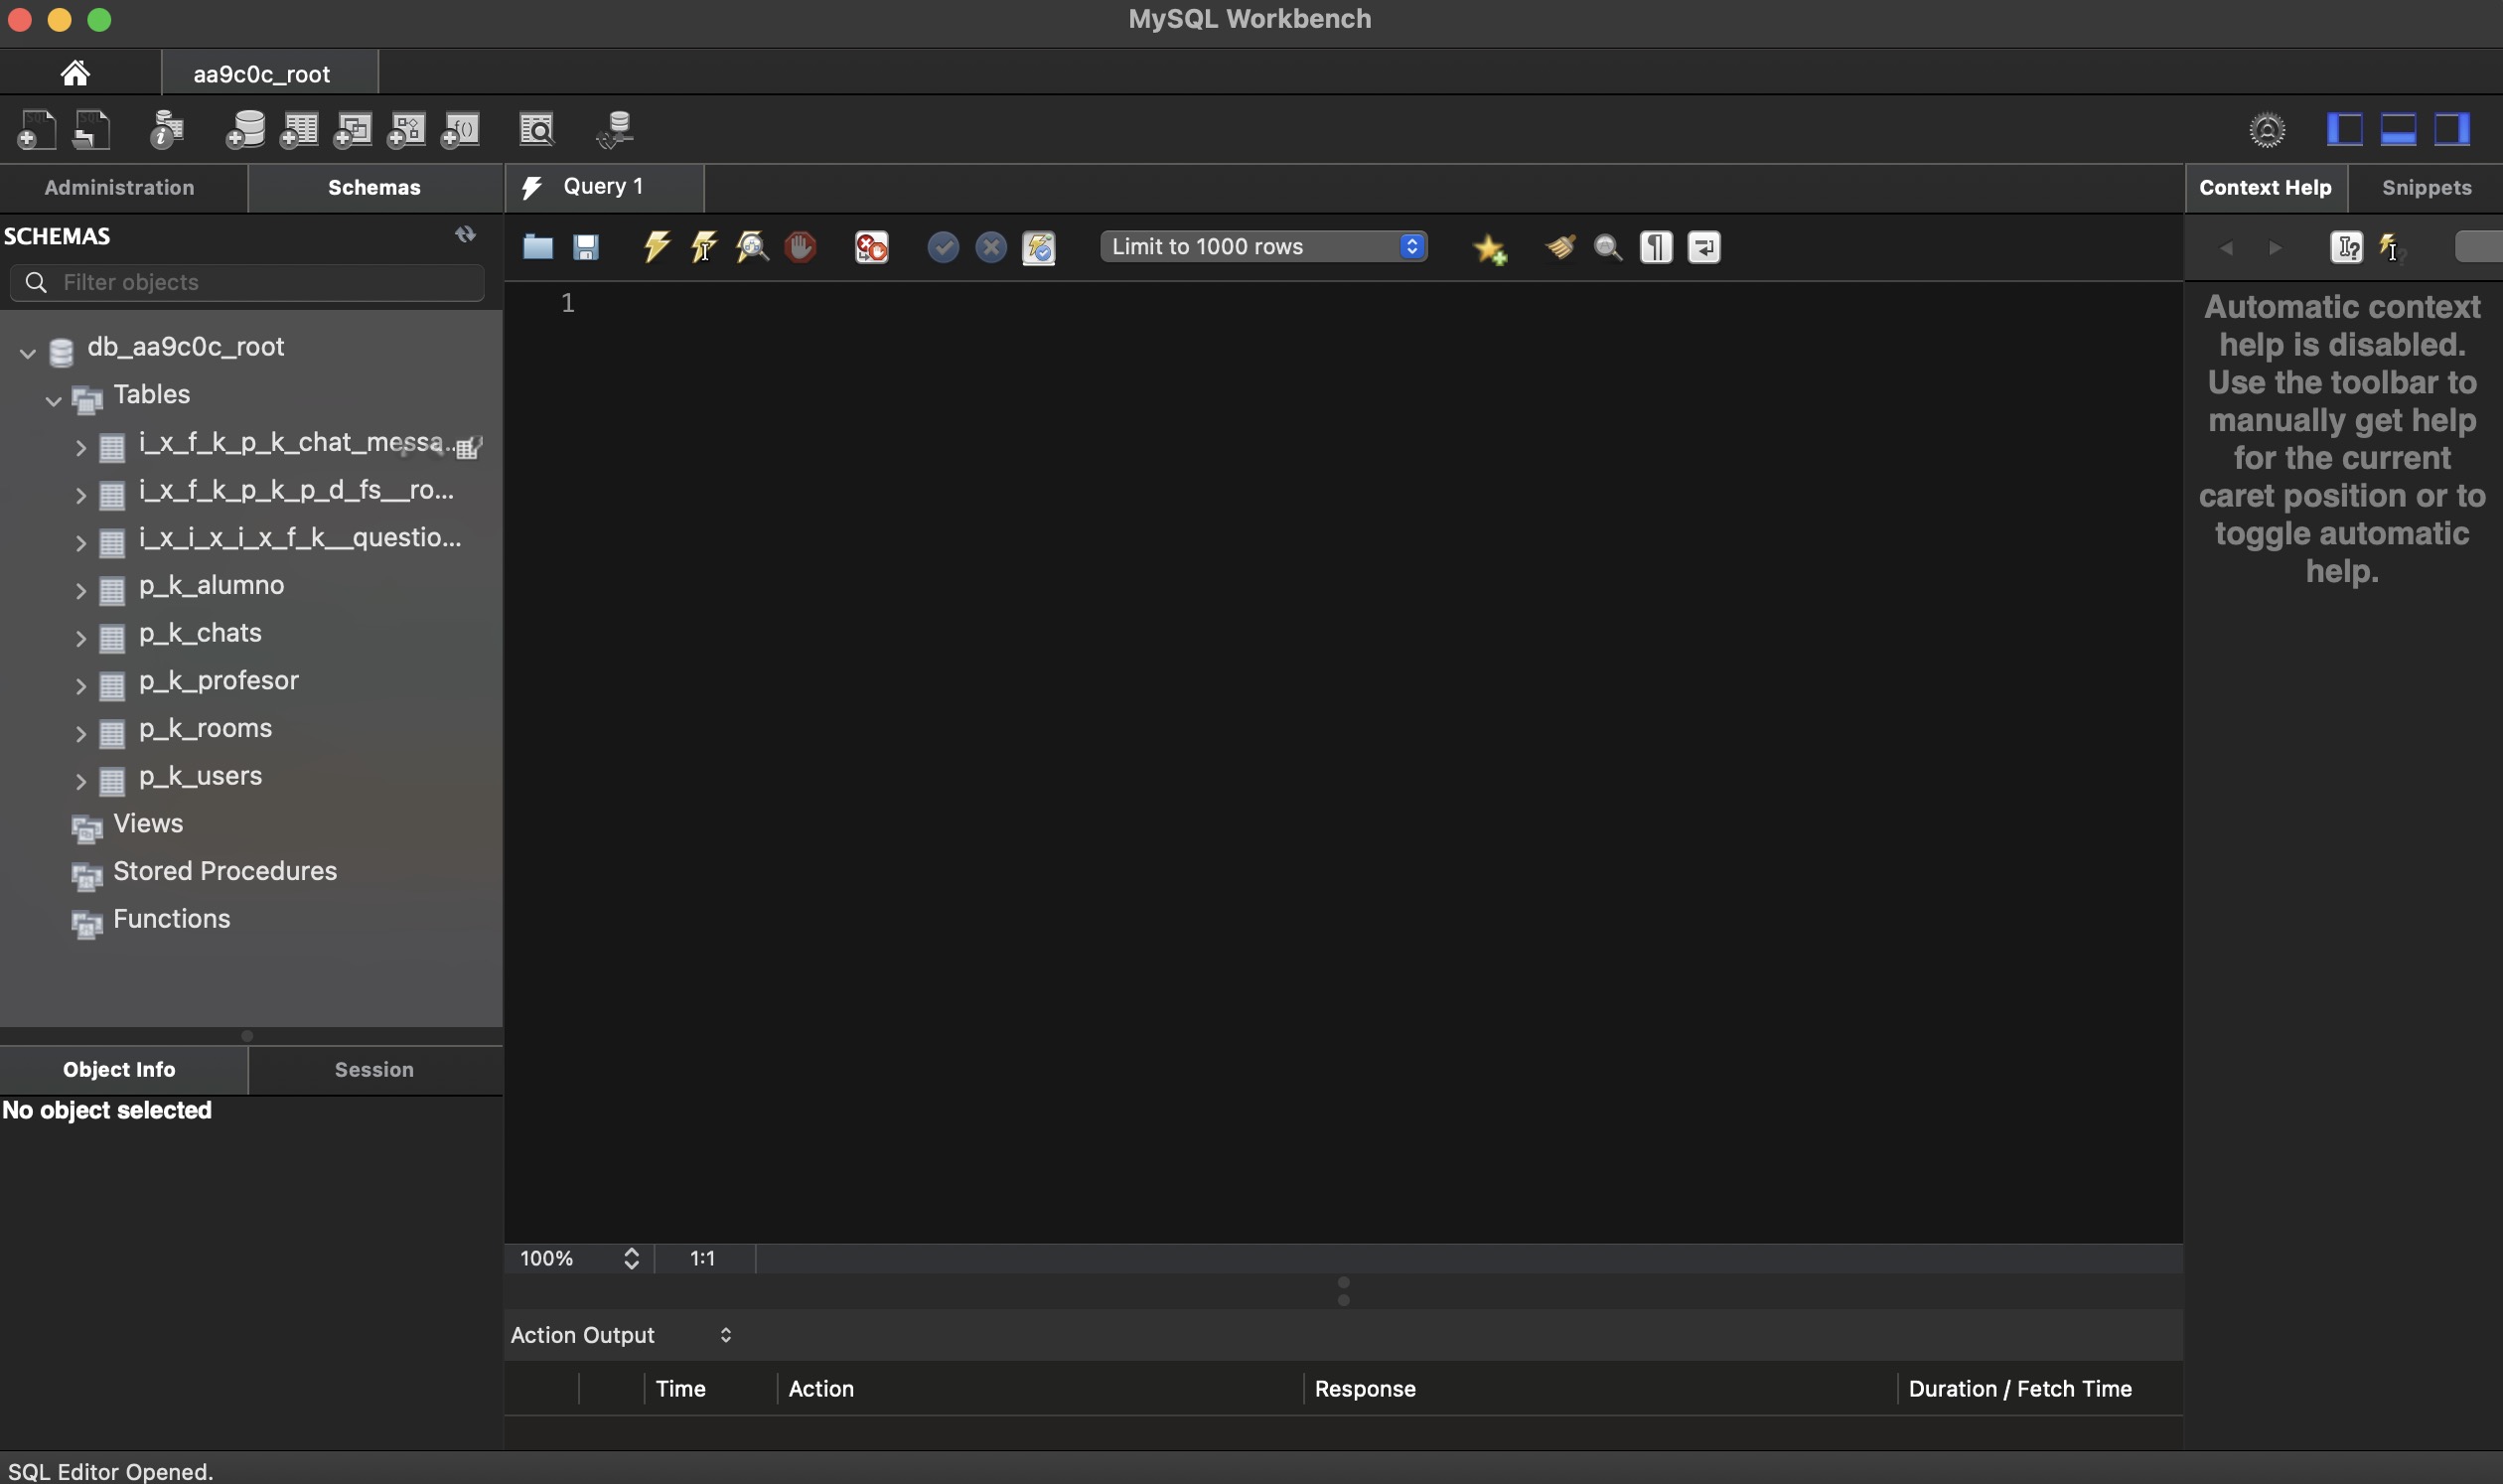 MySQL Workbench
aa9c0c_root
Administration
Schemas
SCHEMAS
Filter objects
db_aa9c0c_root
Tables
i_x_f_k_p_k_chat_messa...
i_x_f_k_p_k_p_d_fs__ro...
i_x_i_x_i_x_f_k__questio...
p_k_alumno
p_k_chats
p_k_profesor
p_k_rooms
p_k_users
Views
Stored Procedures
Functions
Object Info
Session
No object selected
Query 1
Limit to 1000 rows
1
100%
1:1
Action Output
Time
Action
Response
Duration / Fetch Time
Context Help
Snippets
Automatic context
help is disabled.
Use the toolbar to
manually get help
for the current
caret position or to
toggle automatic
help.
SQL Editor Opened.